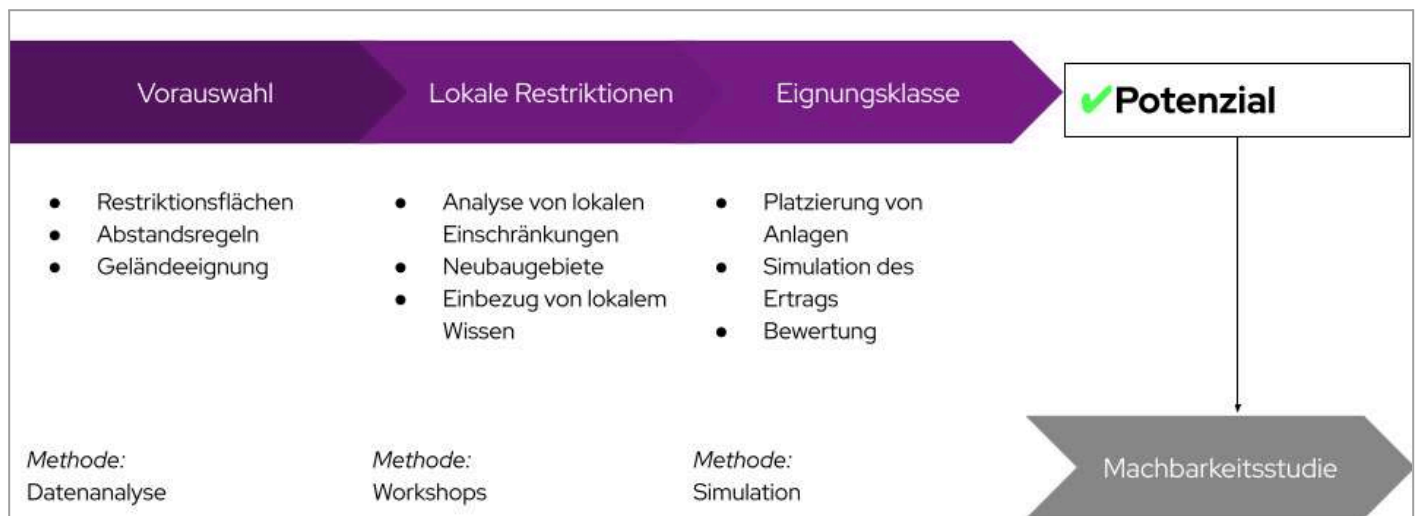 Vorauswahl
Lokale Restriktionen
Eignungsklasse
✔Potenzial
● Restriktionsflächen
● Abstandsregeln
● Geländeeignung
● Analyse von lokalen
Einschränkungen
● Neubaugebiete
● Einbezug von lokalem
Wissen
● Platzierung von
Anlagen
● Simulation des
Ertrags
● Bewertung
Methode:
Datenanalyse
Methode:
Workshops
Methode:
Simulation
Machbarkeitsstudie